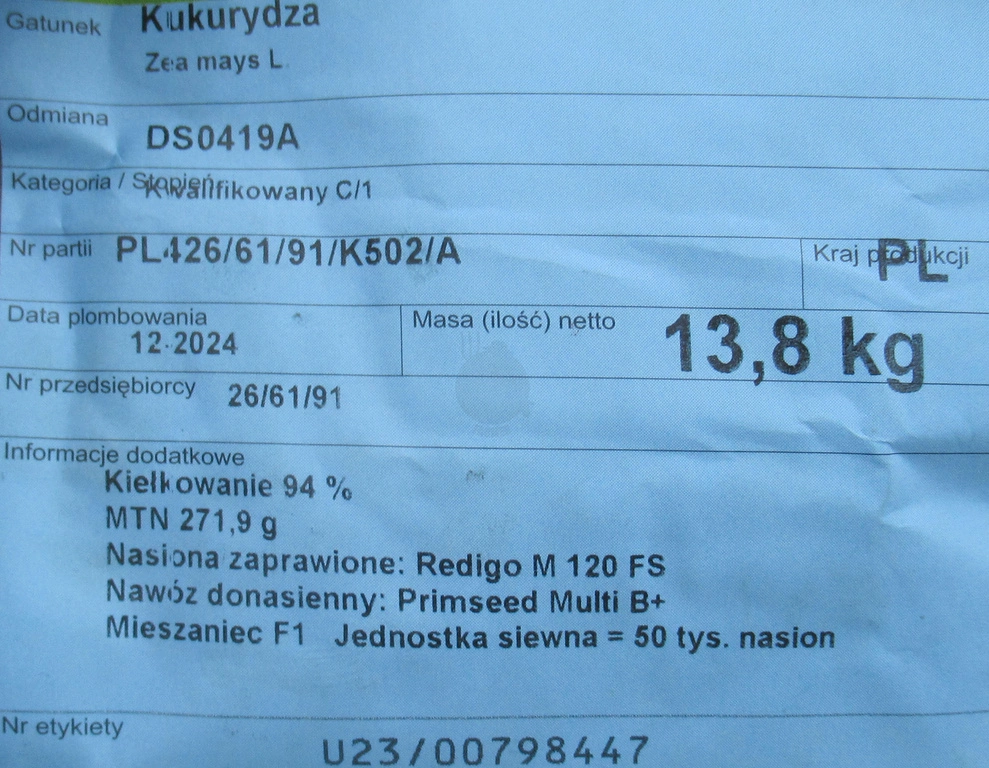 Gatunek Kukurydza
Zea mays L.
Odmiana
DS0419A
Kategoria / Stopień
Kwalifikowany C/1
Nr partii PL426/61/91/K502/A Kraj produkcji PL
Data plombowania
12.2024
Masa (ilość) netto 13,8 kg
Nr przedsiębiorcy 26/61/91
Informacje dodatkowe
Kiełkowanie 94 %
MTN 271,9 g
Nasiona zaprawione: Redigo M 120 FS
Nawóz donasienny: Primseed Multi B+
Mieszaniec F1 Jednostka siewna = 50 tys. nasion
Nr etykiety
U23/00798447